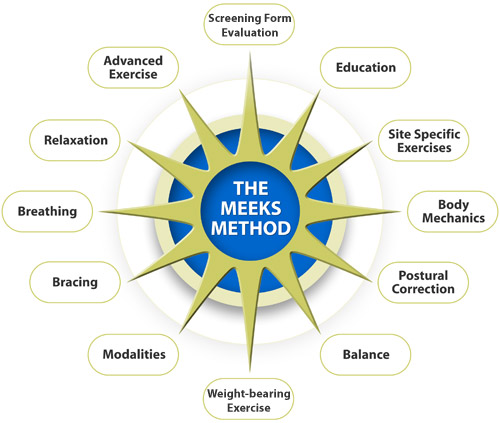 Screening Form
Evaluation
Education
Site Specific
Exercises
Body
Mechanics
Postural
Correction
Balance
Weight-bearing
Exercise
Modalities
Bracing
Breathing
Relaxation
Advanced
Exercise
THE
MEEKS
METHOD